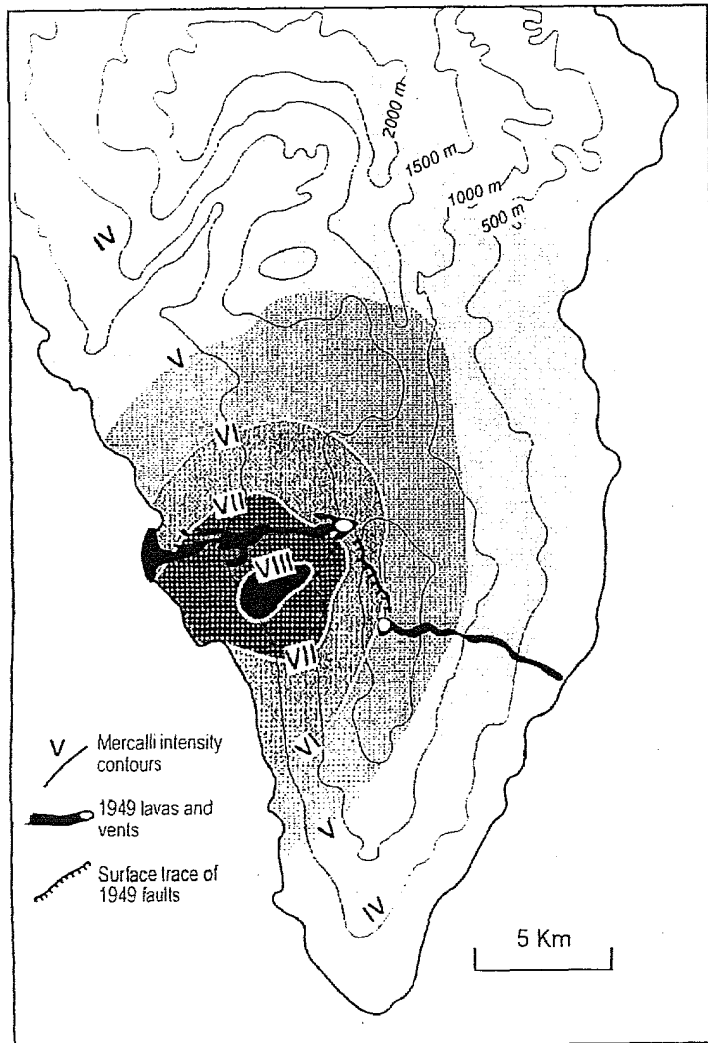 2000 m
1500 m
1000 m
500 m
IV
V
VI
VII
VIII
VII
VI
V
IV
V Mercalli intensity
contours
1949 lavas and
vents
Surface trace of
1949 faults
5 Km